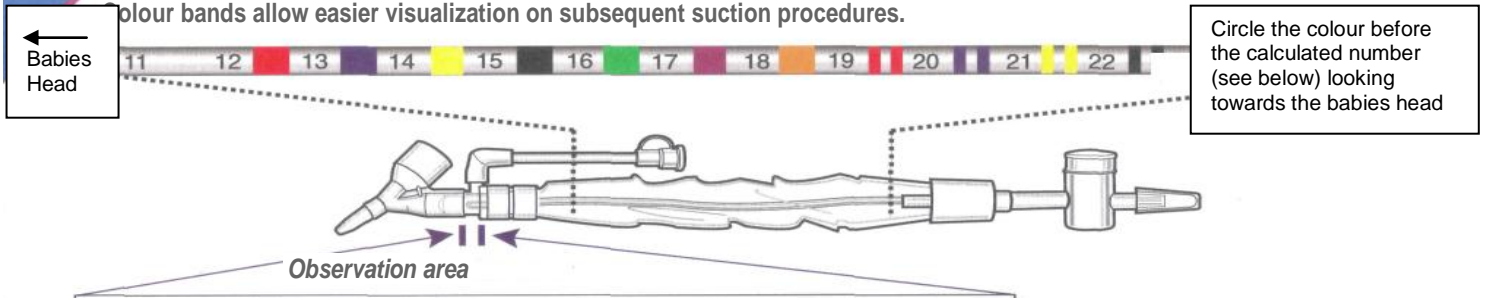 Colour bands allow easier visualization on subsequent suction procedures.
Babies
Head
11 12 13 14 15 16 17 18 19 20 21 22
Circle the colour before
the calculated number
(see below) looking
towards the babies head
Observation area